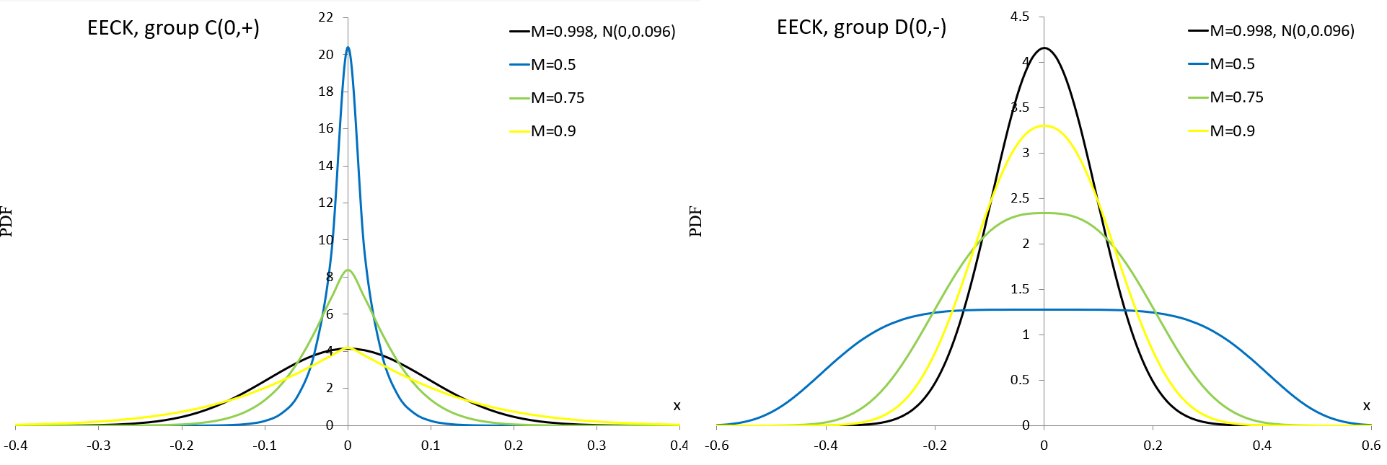 EECK, group C(0,+)
M=0.998, N(0,0.096)
M=0.5
M=0.75
M=0.9
22
20
18
16
14
12
10
8
6
4
2
0
PDF
x
-0.4 -0.3 -0.2 -0.1 0 0.1 0.2 0.3 0.4
EECK, group D(0,-)
M=0.998, N(0,0.096)
M=0.5
M=0.75
M=0.9
4.5
4
3.5
3
2.5
2
1.5
1
0.5
0
PDF
x
-0.6 -0.4 -0.2 0 0.2 0.4 0.6